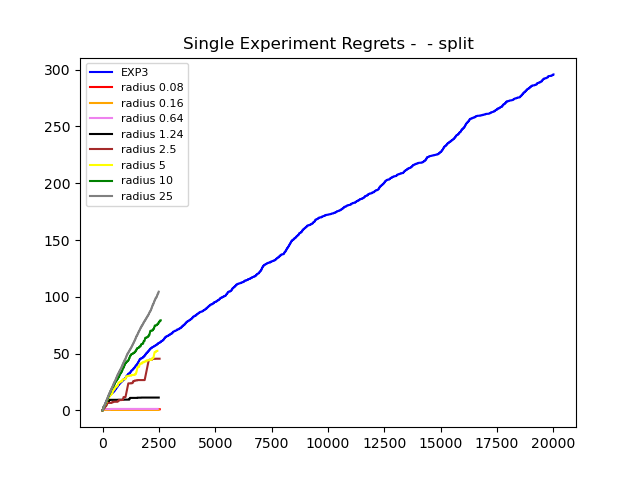 Single Experiment Regrets -  - split
300
250
200
150
100
50
0
EXP3
radius 0.08
radius 0.16
radius 0.64
radius 1.24
radius 2.5
radius 5
radius 10
radius 25
0 2500 5000 7500 10000 12500 15000 17500 20000